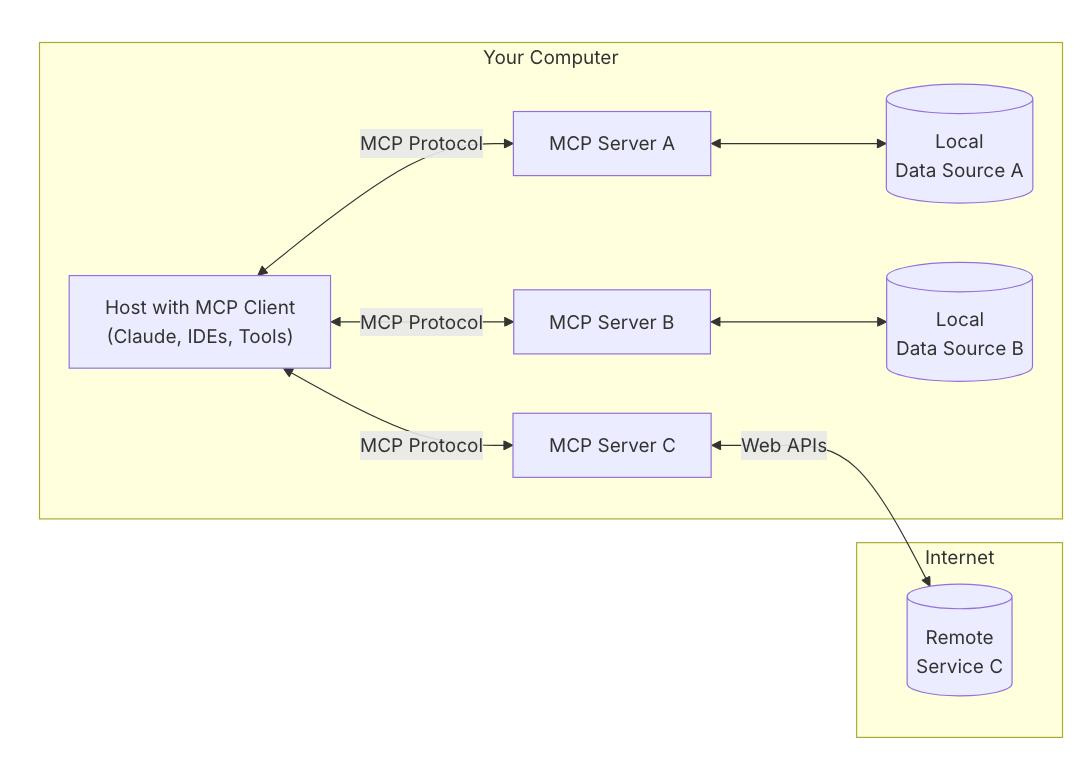 Your Computer
MCP Protocol
MCP Server A
Local
Data Source A
Host with MCP Client
(Claude, IDEs, Tools)
MCP Protocol
MCP Server B
Local
Data Source B
MCP Protocol
MCP Server C
Web APIs
Internet
Remote
Service C